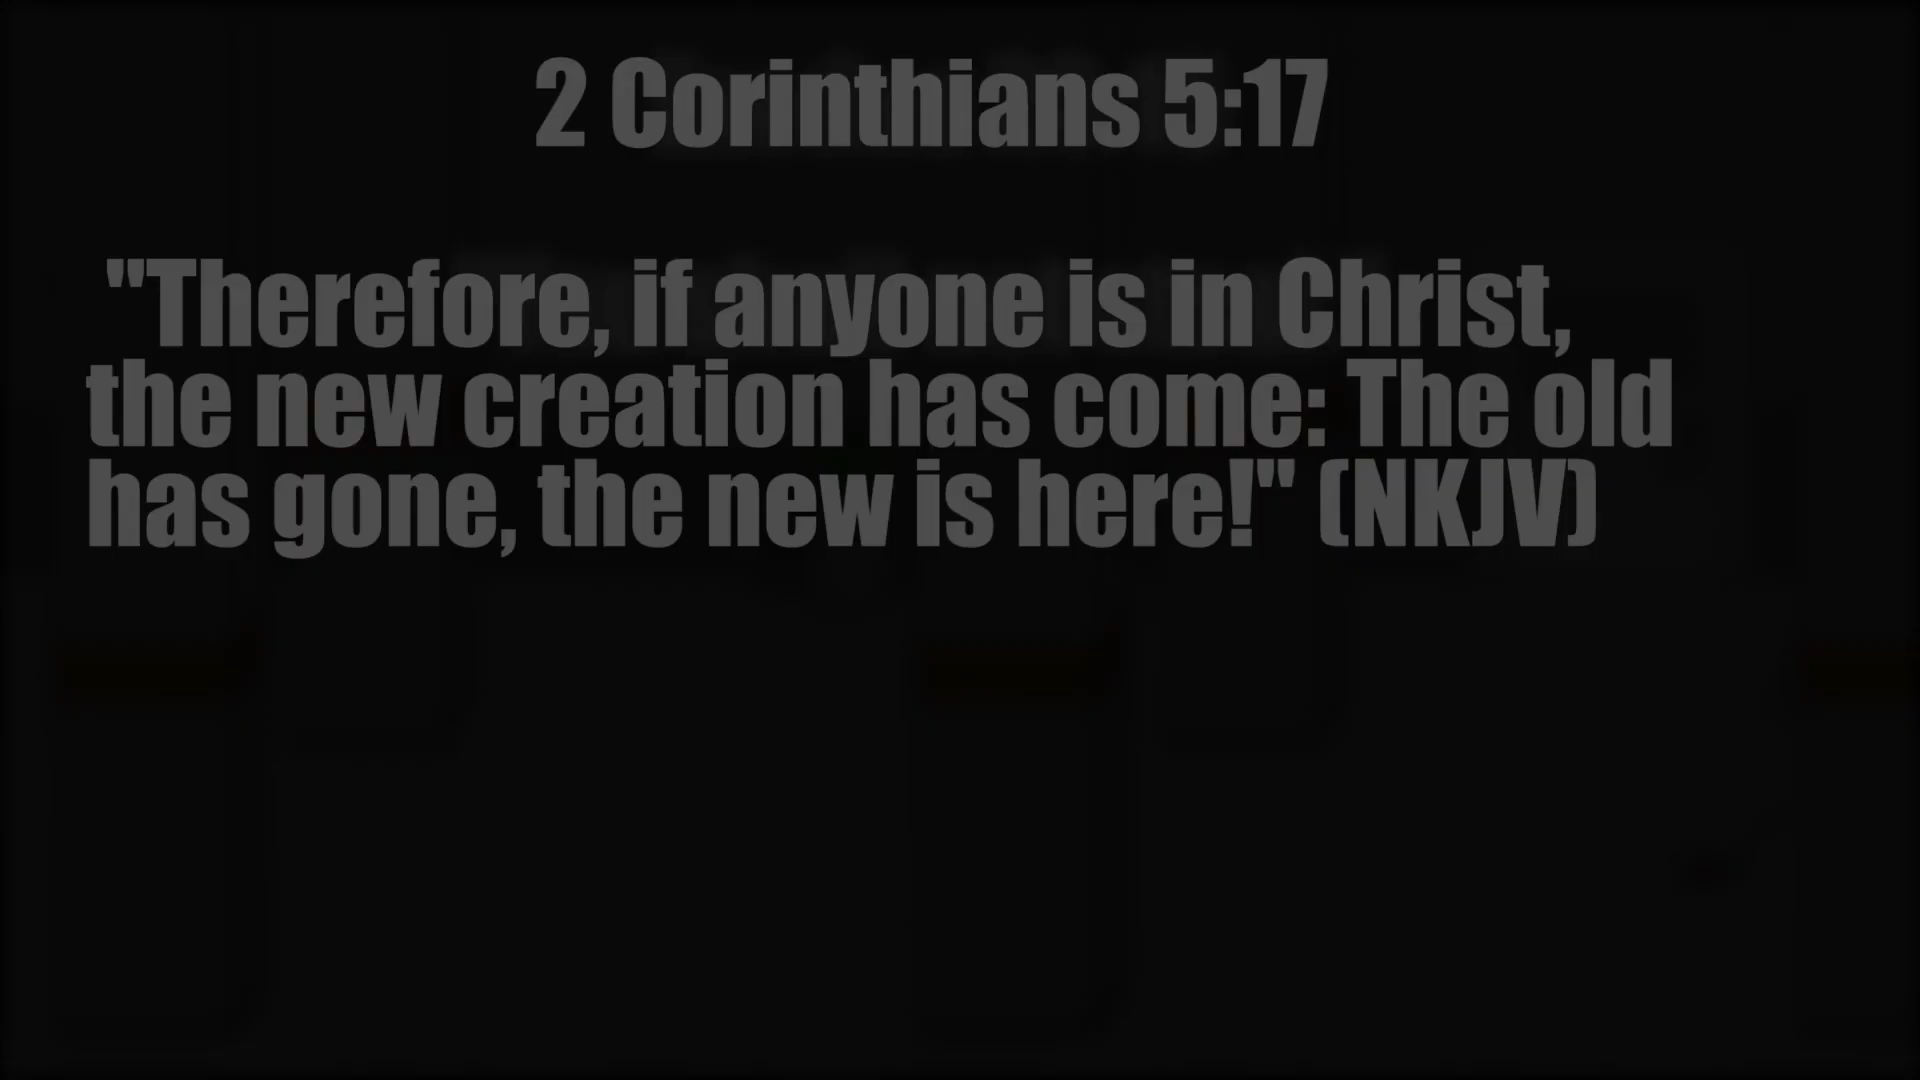 2 Corinthians 5:17
"Therefore, if anyone is in Christ,
the new creation has come: The old
has gone, the new is here!" (NKJV)